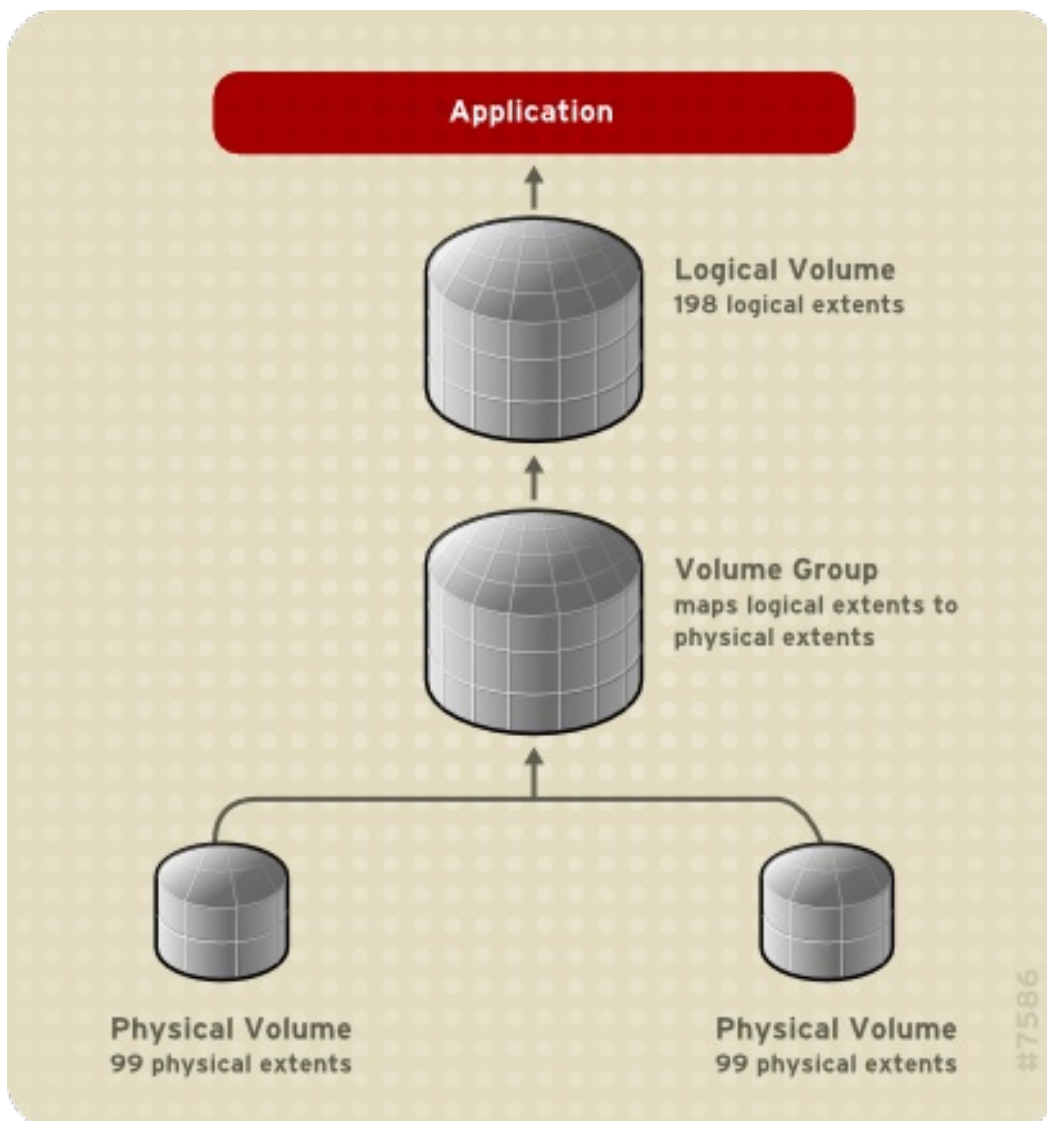 Application
Logical Volume
198 logical extents
Volume Group
maps logical extents to
physical extents
Physical Volume
99 physical extents
Physical Volume
99 physical extents
#7586